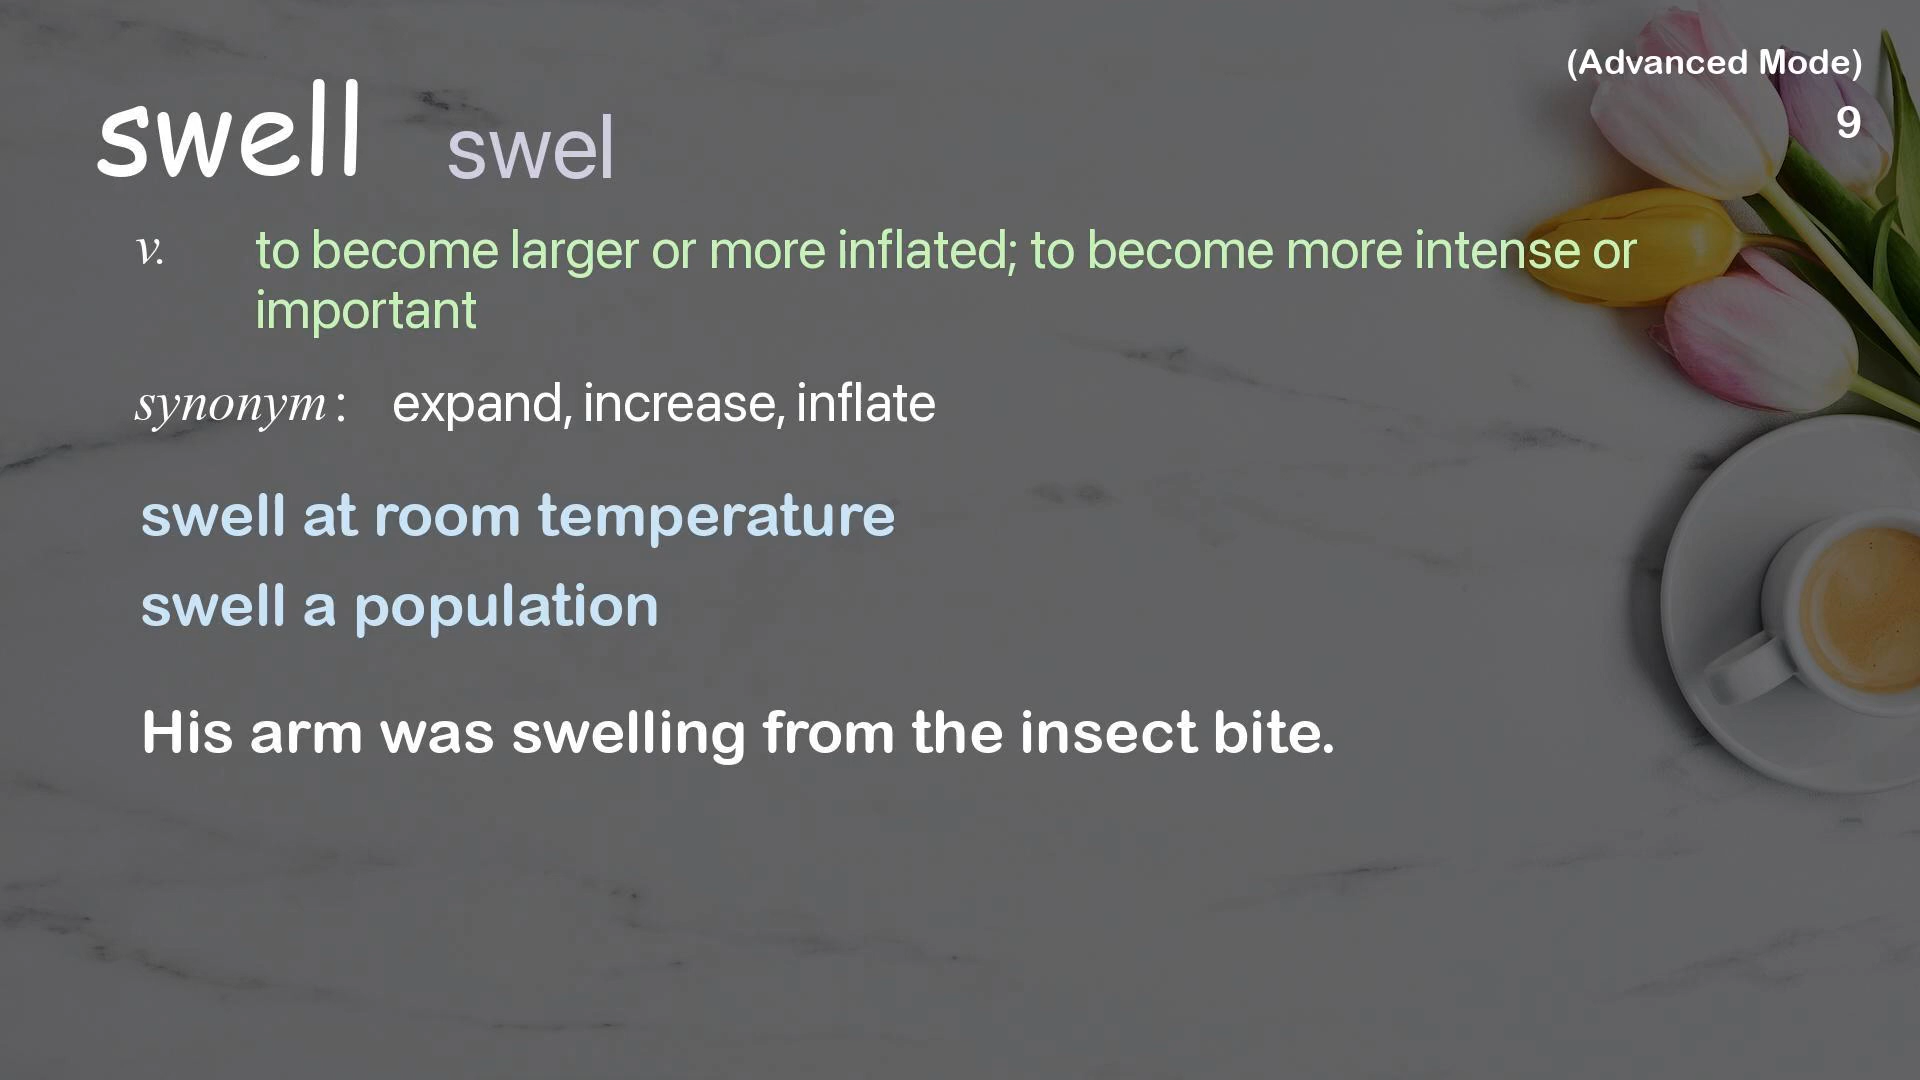 (Advanced Mode)
9
swell swel
v. to become larger or more inflated; to become more intense or
important
synonym: expand, increase, inflate
swell at room temperature
swell a population
His arm was swelling from the insect bite.